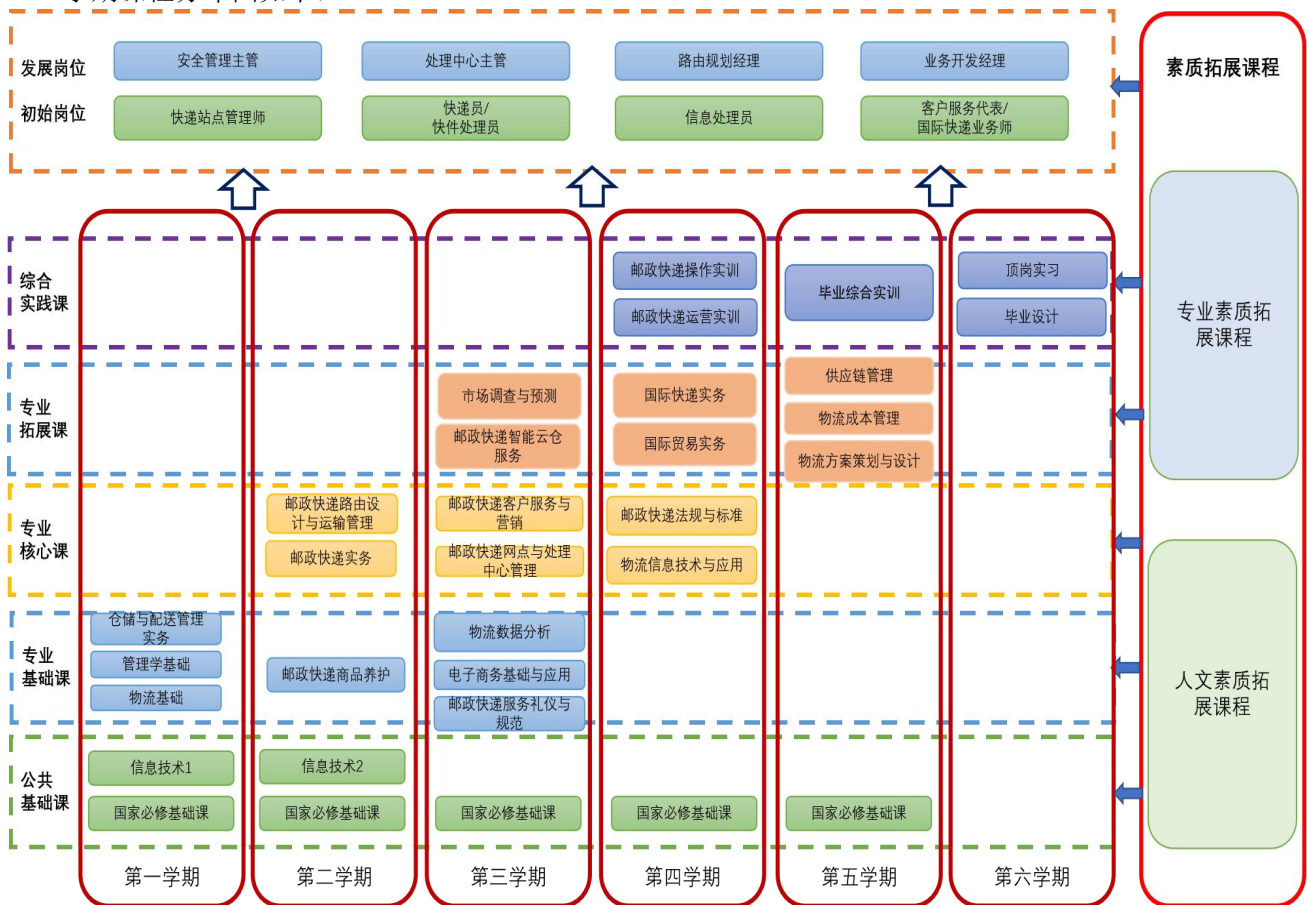 发展岗位
安全管理主管
处理中心主管
路由规划经理
业务开发经理
初始岗位
快递站点管理师
快递员/
快件处理员
信息处理员
客户服务代表/
国际快递业务师
素质拓展课程
专业素质拓
展课程
人文素质拓
展课程
综合
实践课
邮政快递操作实训
邮政快递运营实训
毕业综合实训
顶岗实习
毕业设计
专业
拓展课
市场调查与预测
邮政快递智能云仓
服务
国际快递实务
国际贸易实务
供应链管理
物流成本管理
物流方案策划与设计
专业
核心课
邮政快递路由设
计与运输管理
邮政快递实务
邮政快递客户服务与
营销
邮政快递网点与处理
中心管理
邮政快递法规与标准
物流信息技术与应用
专业
基础课
仓储与配送管理
实务
管理学基础
物流基础
邮政快递商品养护
物流数据分析
电子商务基础与应用
邮政快递服务礼仪与
规范
公共
基础课
信息技术1
信息技术2
国家必修基础课
国家必修基础课
国家必修基础课
国家必修基础课
国家必修基础课
第一学期
第二学期
第三学期
第四学期
第五学期
第六学期